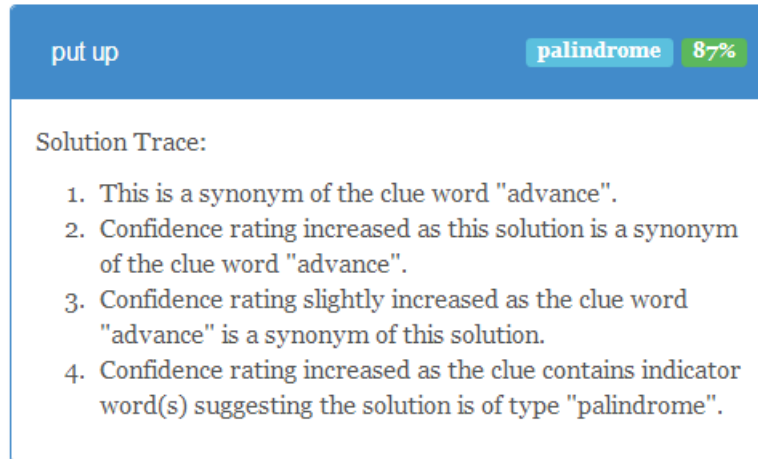 put up palindrome 87%
Solution Trace:
1. This is a synonym of the clue word "advance".
2. Confidence rating increased as this solution is a synonym
of the clue word "advance".
3. Confidence rating slightly increased as the clue word
"advance" is a synonym of this solution.
4. Confidence rating increased as the clue contains indicator
word(s) suggesting the solution is of type "palindrome".